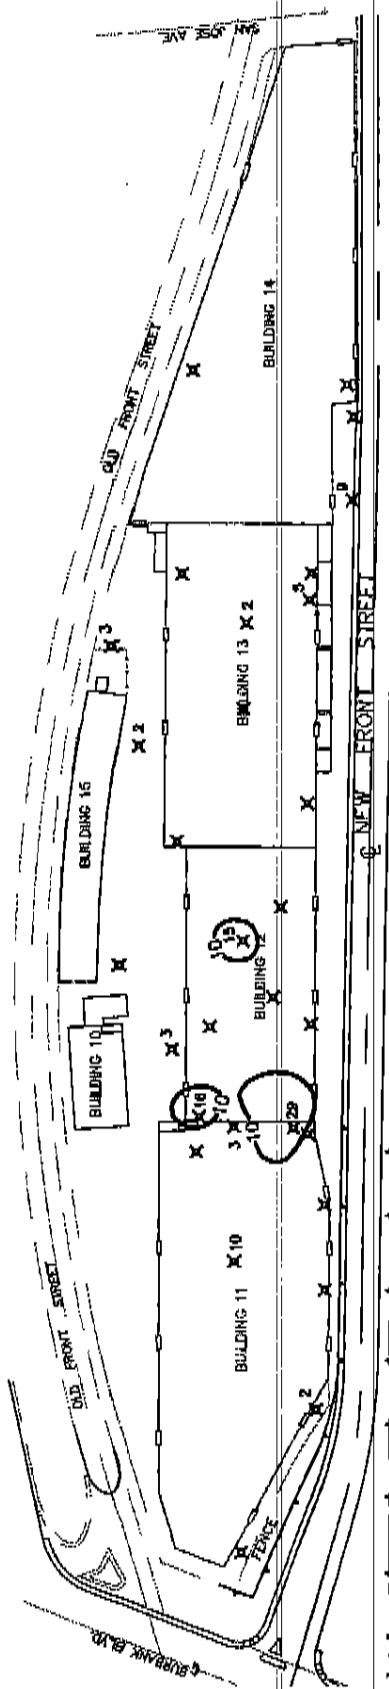 SAN JOSE AVE
BUILDING 14
OLD FRONT STREET
9
3
5
2
BUILDING 13
2
BUILDING 15
℄ NEW FRONT STREET
10
15
BUILDING 12
3
BUILDING 10
16
10
3
10
29
10
BUILDING 11
OLD FRONT STREET
2
FENCE
℄ BURBANK BLVD.